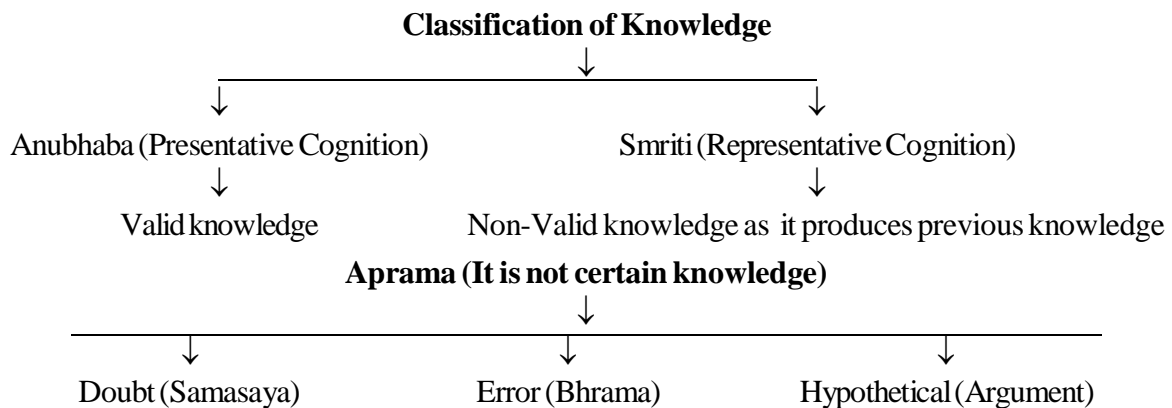 Classification of Knowledge
Anubhaba (Presentative Cognition) Smriti (Representative Cognition)
Valid knowledge Non-Valid knowledge as it produces previous knowledge
Aprama (It is not certain knowledge)
Doubt (Samasaya) Error (Bhrama) Hypothetical (Argument)